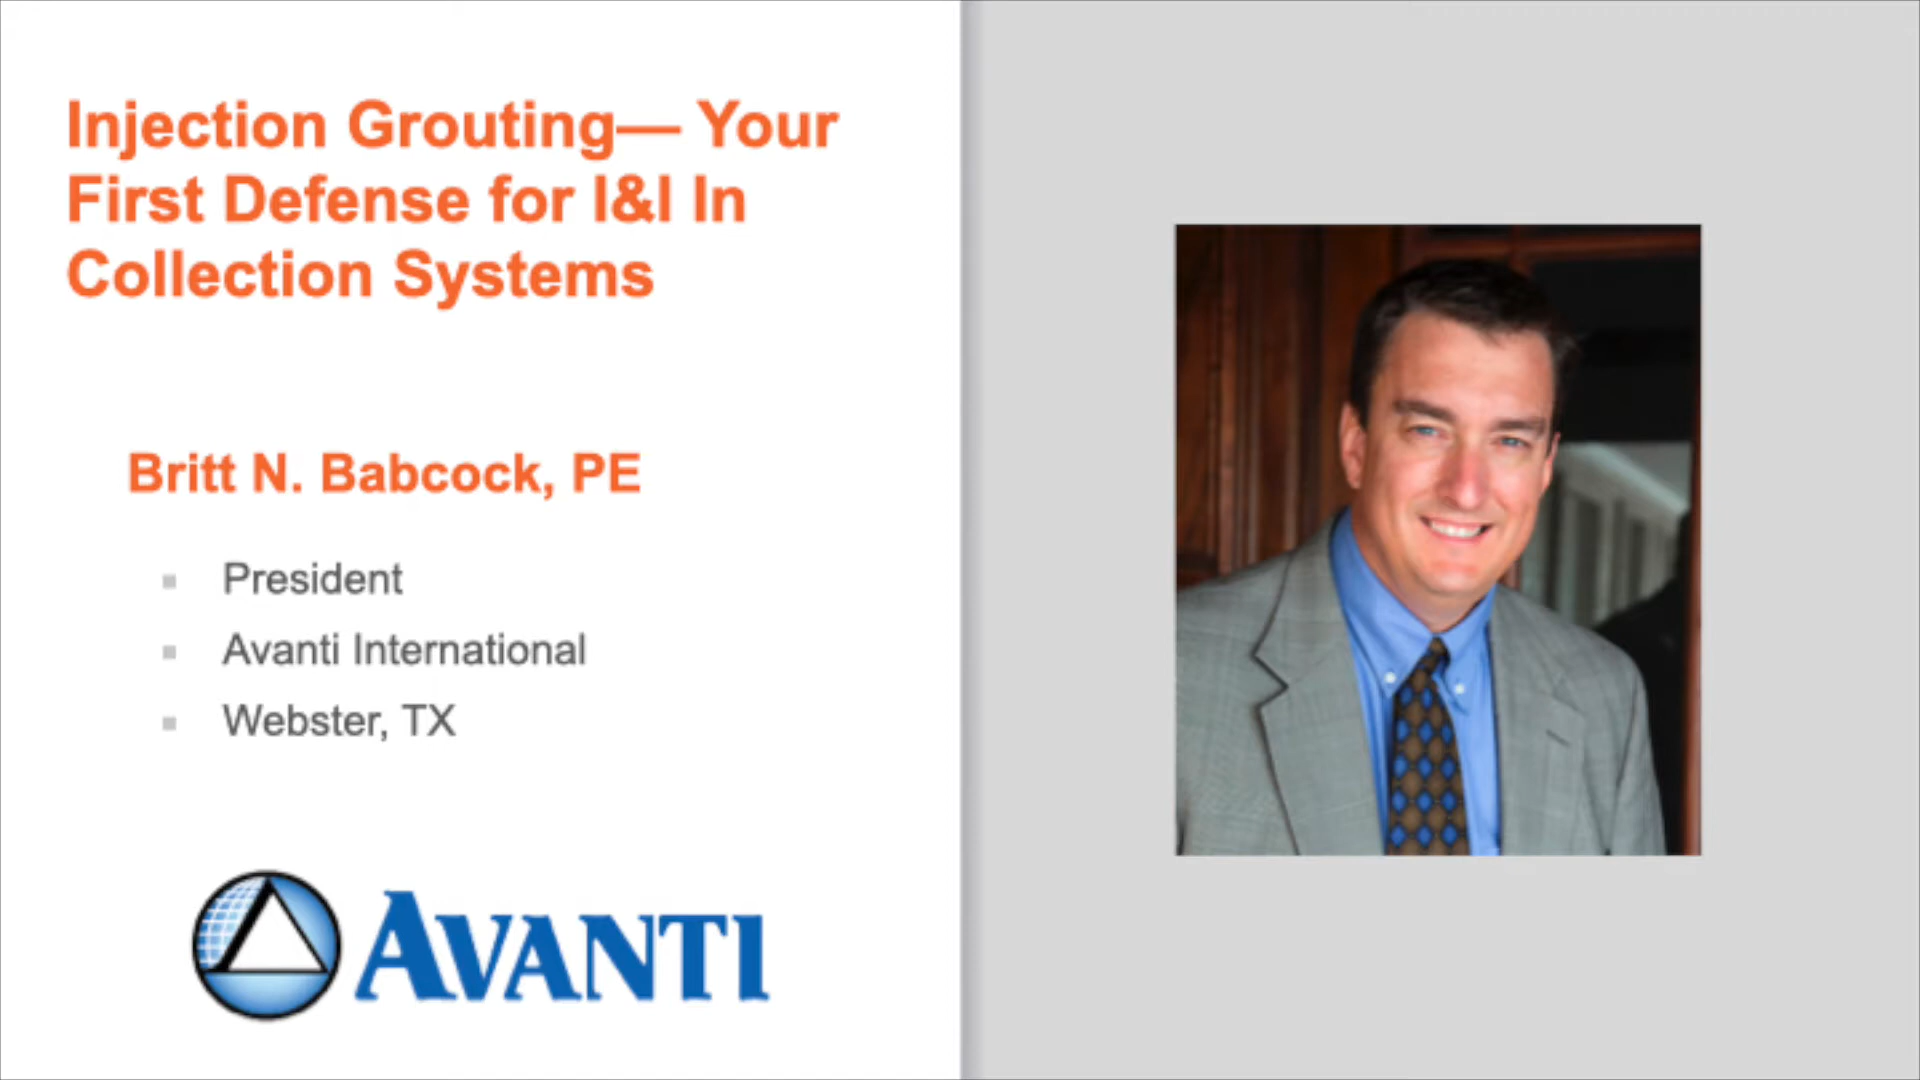 Injection Grouting— Your
First Defense for I&I In
Collection Systems
Britt N. Babcock, PE
President
Avanti International
Webster, TX
AVANTI